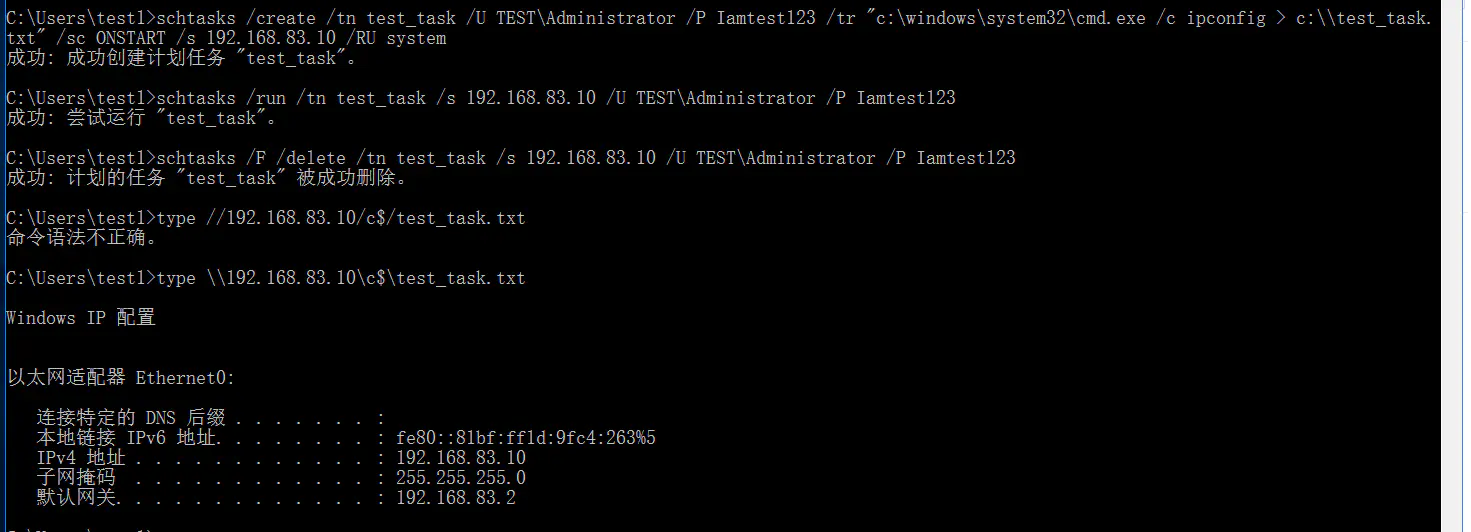 C:\Users\test1>schtasks /create /tn test_task /U TEST\Administrator /P Iamtest123 /tr "c:\windows\system32\cmd.exe /c ipconfig > c:\\test_task.
txt" /sc ONSTART /s 192.168.83.10 /RU system
成功: 成功创建计划任务 "test_task"。
C:\Users\test1>schtasks /run /tn test_task /s 192.168.83.10 /U TEST\Administrator /P Iamtest123
成功: 尝试运行 "test_task"。
C:\Users\test1>schtasks /F /delete /tn test_task /s 192.168.83.10 /U TEST\Administrator /P Iamtest123
成功: 计划的任务 "test_task" 被成功删除。
C:\Users\test1>type //192.168.83.10/c$/test_task.txt
命令语法不正确。
C:\Users\test1>type \\192.168.83.10\c$\test_task.txt
Windows IP 配置
以太网适配器 Ethernet0:
连接特定的 DNS 后缀 . . . . . . . :
本地链接 IPv6 地址. . . . . . . . : fe80::81bf:ff1d:9fc4:263%5
IPv4 地址 . . . . . . . . . . . . : 192.168.83.10
子网掩码  . . . . . . . . . . . . : 255.255.255.0
默认网关. . . . . . . . . . . . . : 192.168.83.2